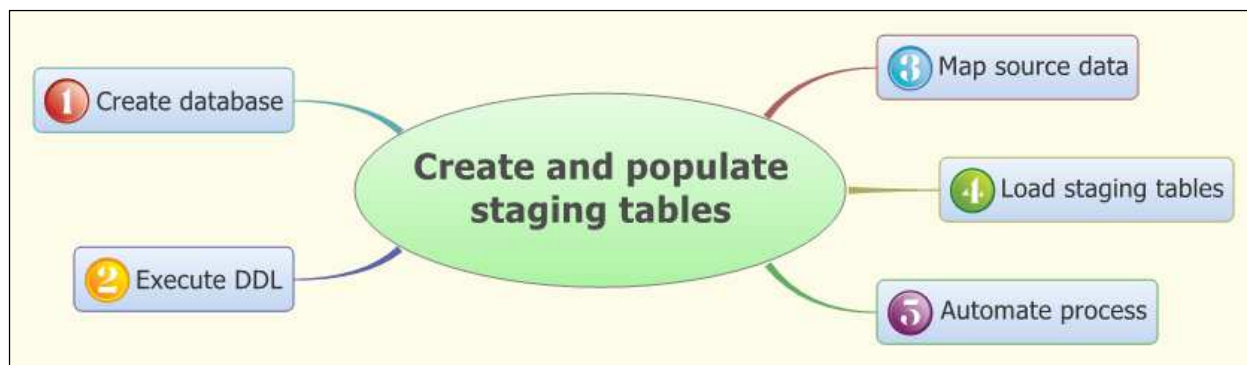 1 Create database
2 Execute DDL
Create and populate
staging tables
3 Map source data
4 Load staging tables
5 Automate process